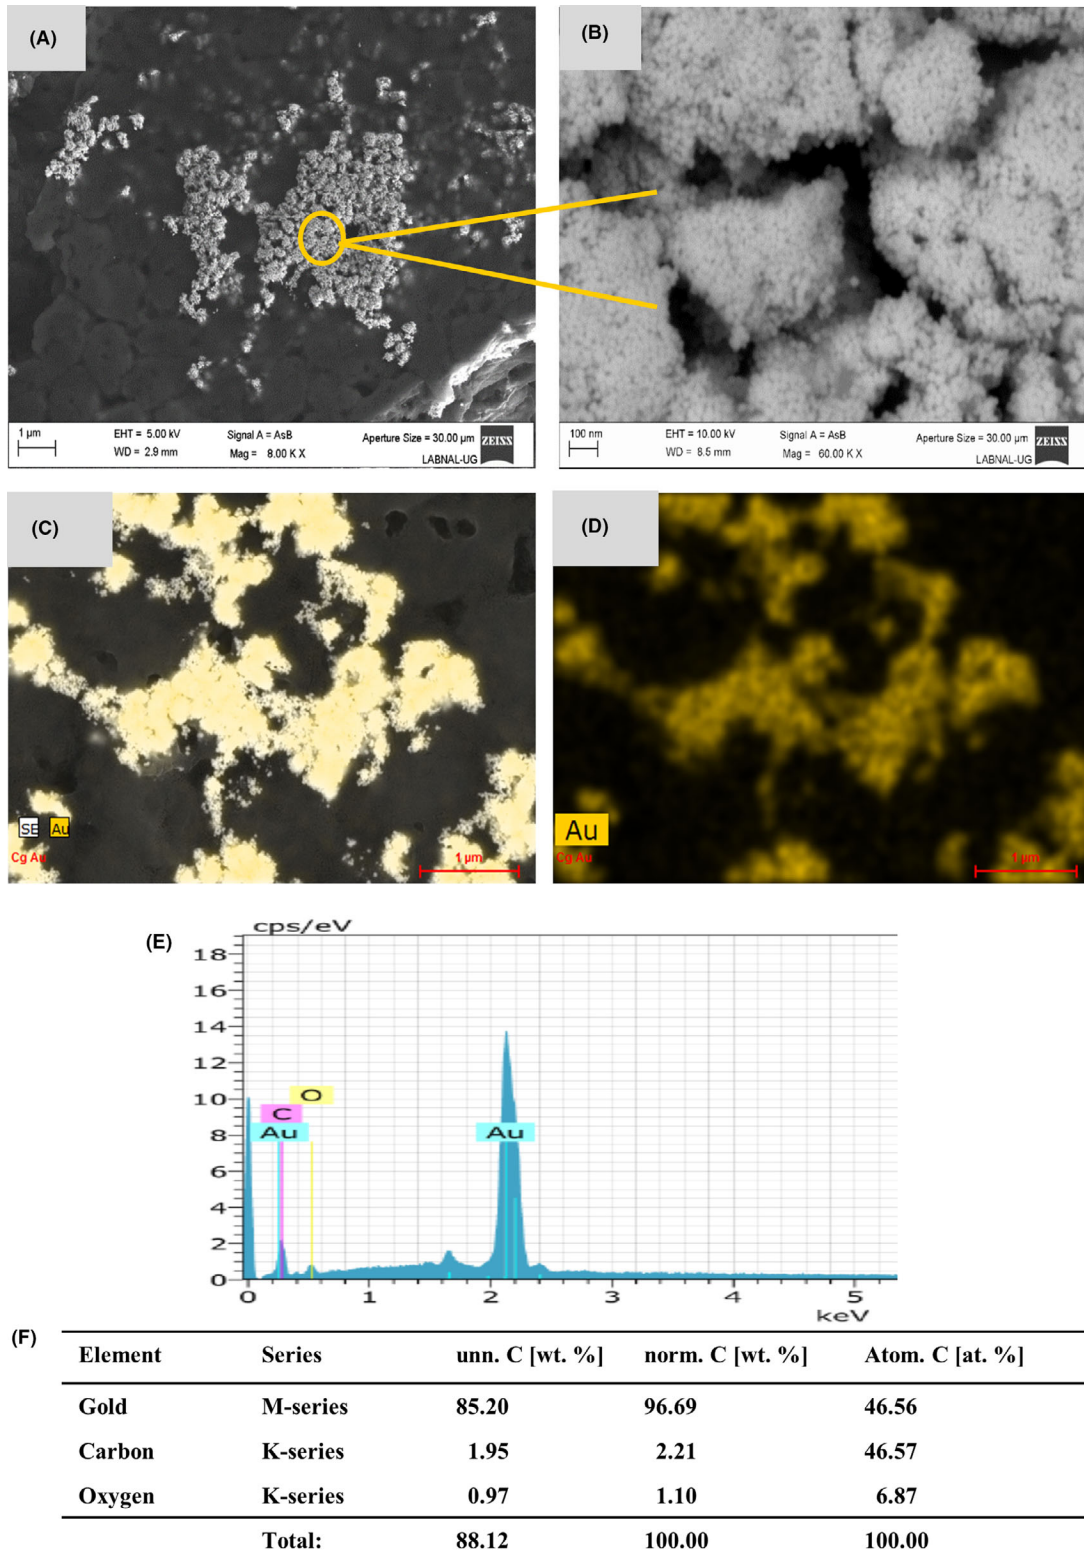 (A)
1 µm
EHT = 5.00 kV
WD = 2.9 mm
Signal A = AsB
Mag = 8.00 K X
Aperture Size = 30.00 µm
LABNAL-UG
ZEISS
(B)
100 nm
EHT = 10.00 kV
WD = 8.5 mm
Signal A = AsB
Mag = 60.00 K X
Aperture Size = 30.00 µm
LABNAL-UG
ZEISS
(C)
SE Au
Cg Au
1 µm
(D)
Au
Cg Au
1 µm
(E)
cps/eV
18
16
14
12
10
8
6
4
2
0
O
C
Au
Au
0 1 2 3 4 5
keV
(F)
Element Series unn. C [wt. %] norm. C [wt. %] Atom. C [at. %]
Gold M-series 85.20 96.69 46.56
Carbon K-series 1.95 2.21 46.57
Oxygen K-series 0.97 1.10 6.87
Total: 88.12 100.00 100.00